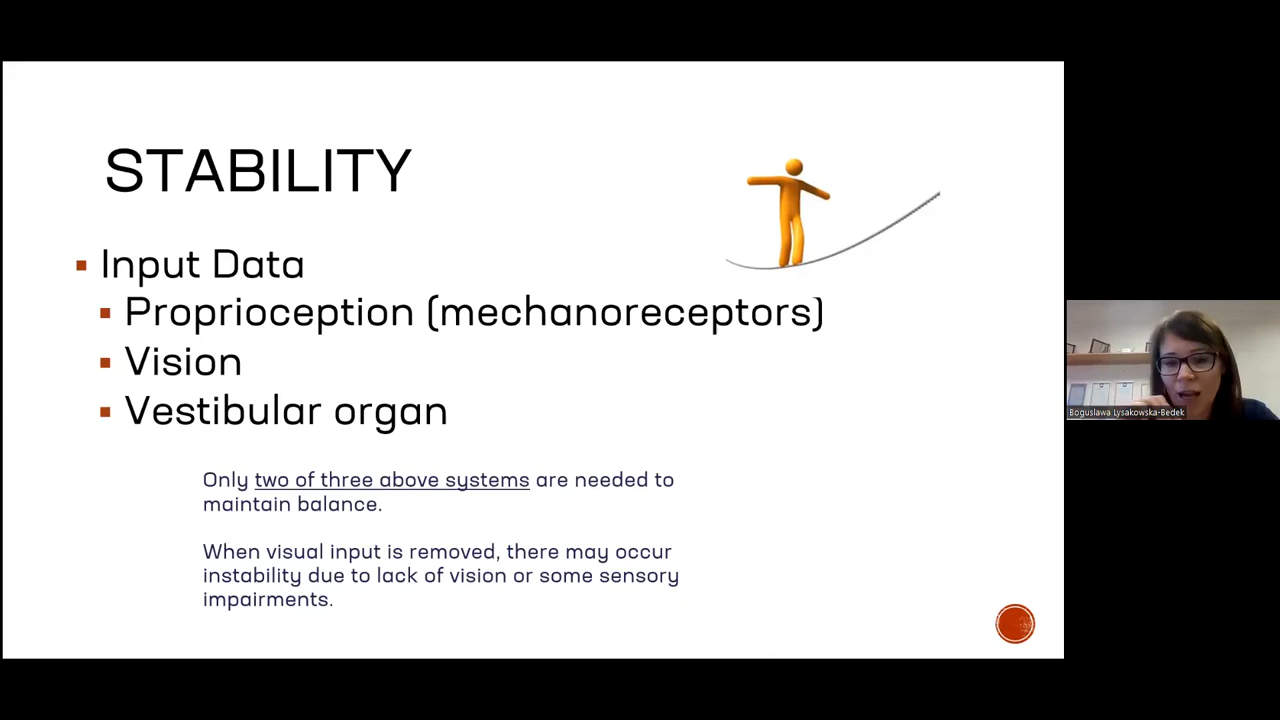 STABILITY
Input Data
Proprioception (mechanoreceptors)
Vision
Vestibular organ
Only two of three above systems are needed to
maintain balance.
When visual input is removed, there may occur
instability due to lack of vision or some sensory
impairments.
Boguslawa Lysakowska-Bedek